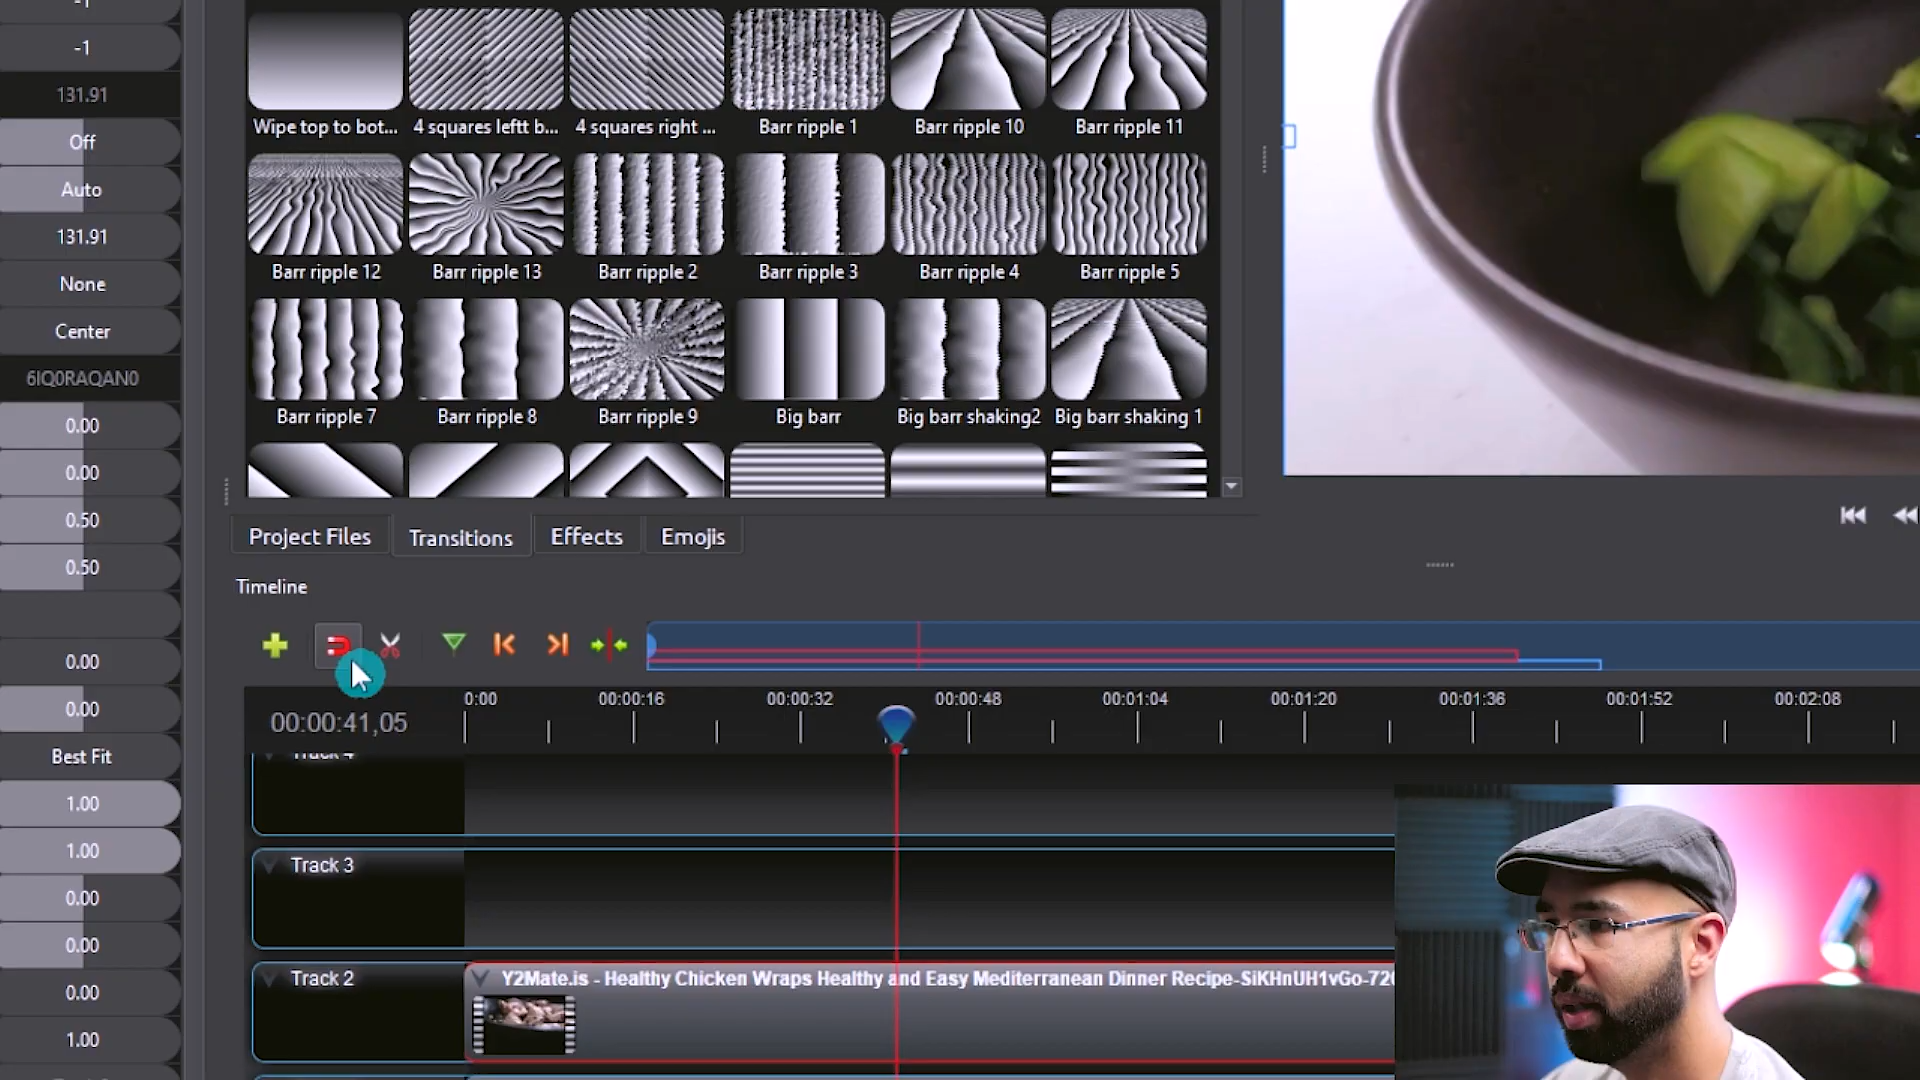 -1
-1
131.91
Off
Auto
131.91
None
Center
6IQ0RAQAN0
0.00
0.00
0.50
0.50
0.00
0.00
Best Fit
1.00
1.00
0.00
0.00
0.00
1.00
Wipe top to bot... 4 squares leftt b... 4 squares right ... Barr ripple 1 Barr ripple 10 Barr ripple 11
Barr ripple 12 Barr ripple 13 Barr ripple 2 Barr ripple 3 Barr ripple 4 Barr ripple 5
Barr ripple 7 Barr ripple 8 Barr ripple 9 Big barr Big barr shaking2 Big barr shaking 1
Project Files Transitions Effects Emojis
Timeline
00:00:41,05
0:00 00:00:16 00:00:32 00:00:48 00:01:04 00:01:20 00:01:36 00:01:52 00:02:08
Track 4
Track 3
Track 2
Y2Mate.is - Healthy Chicken Wraps Healthy and Easy Mediterranean Dinner Recipe-SiKHnUH1vGo-72